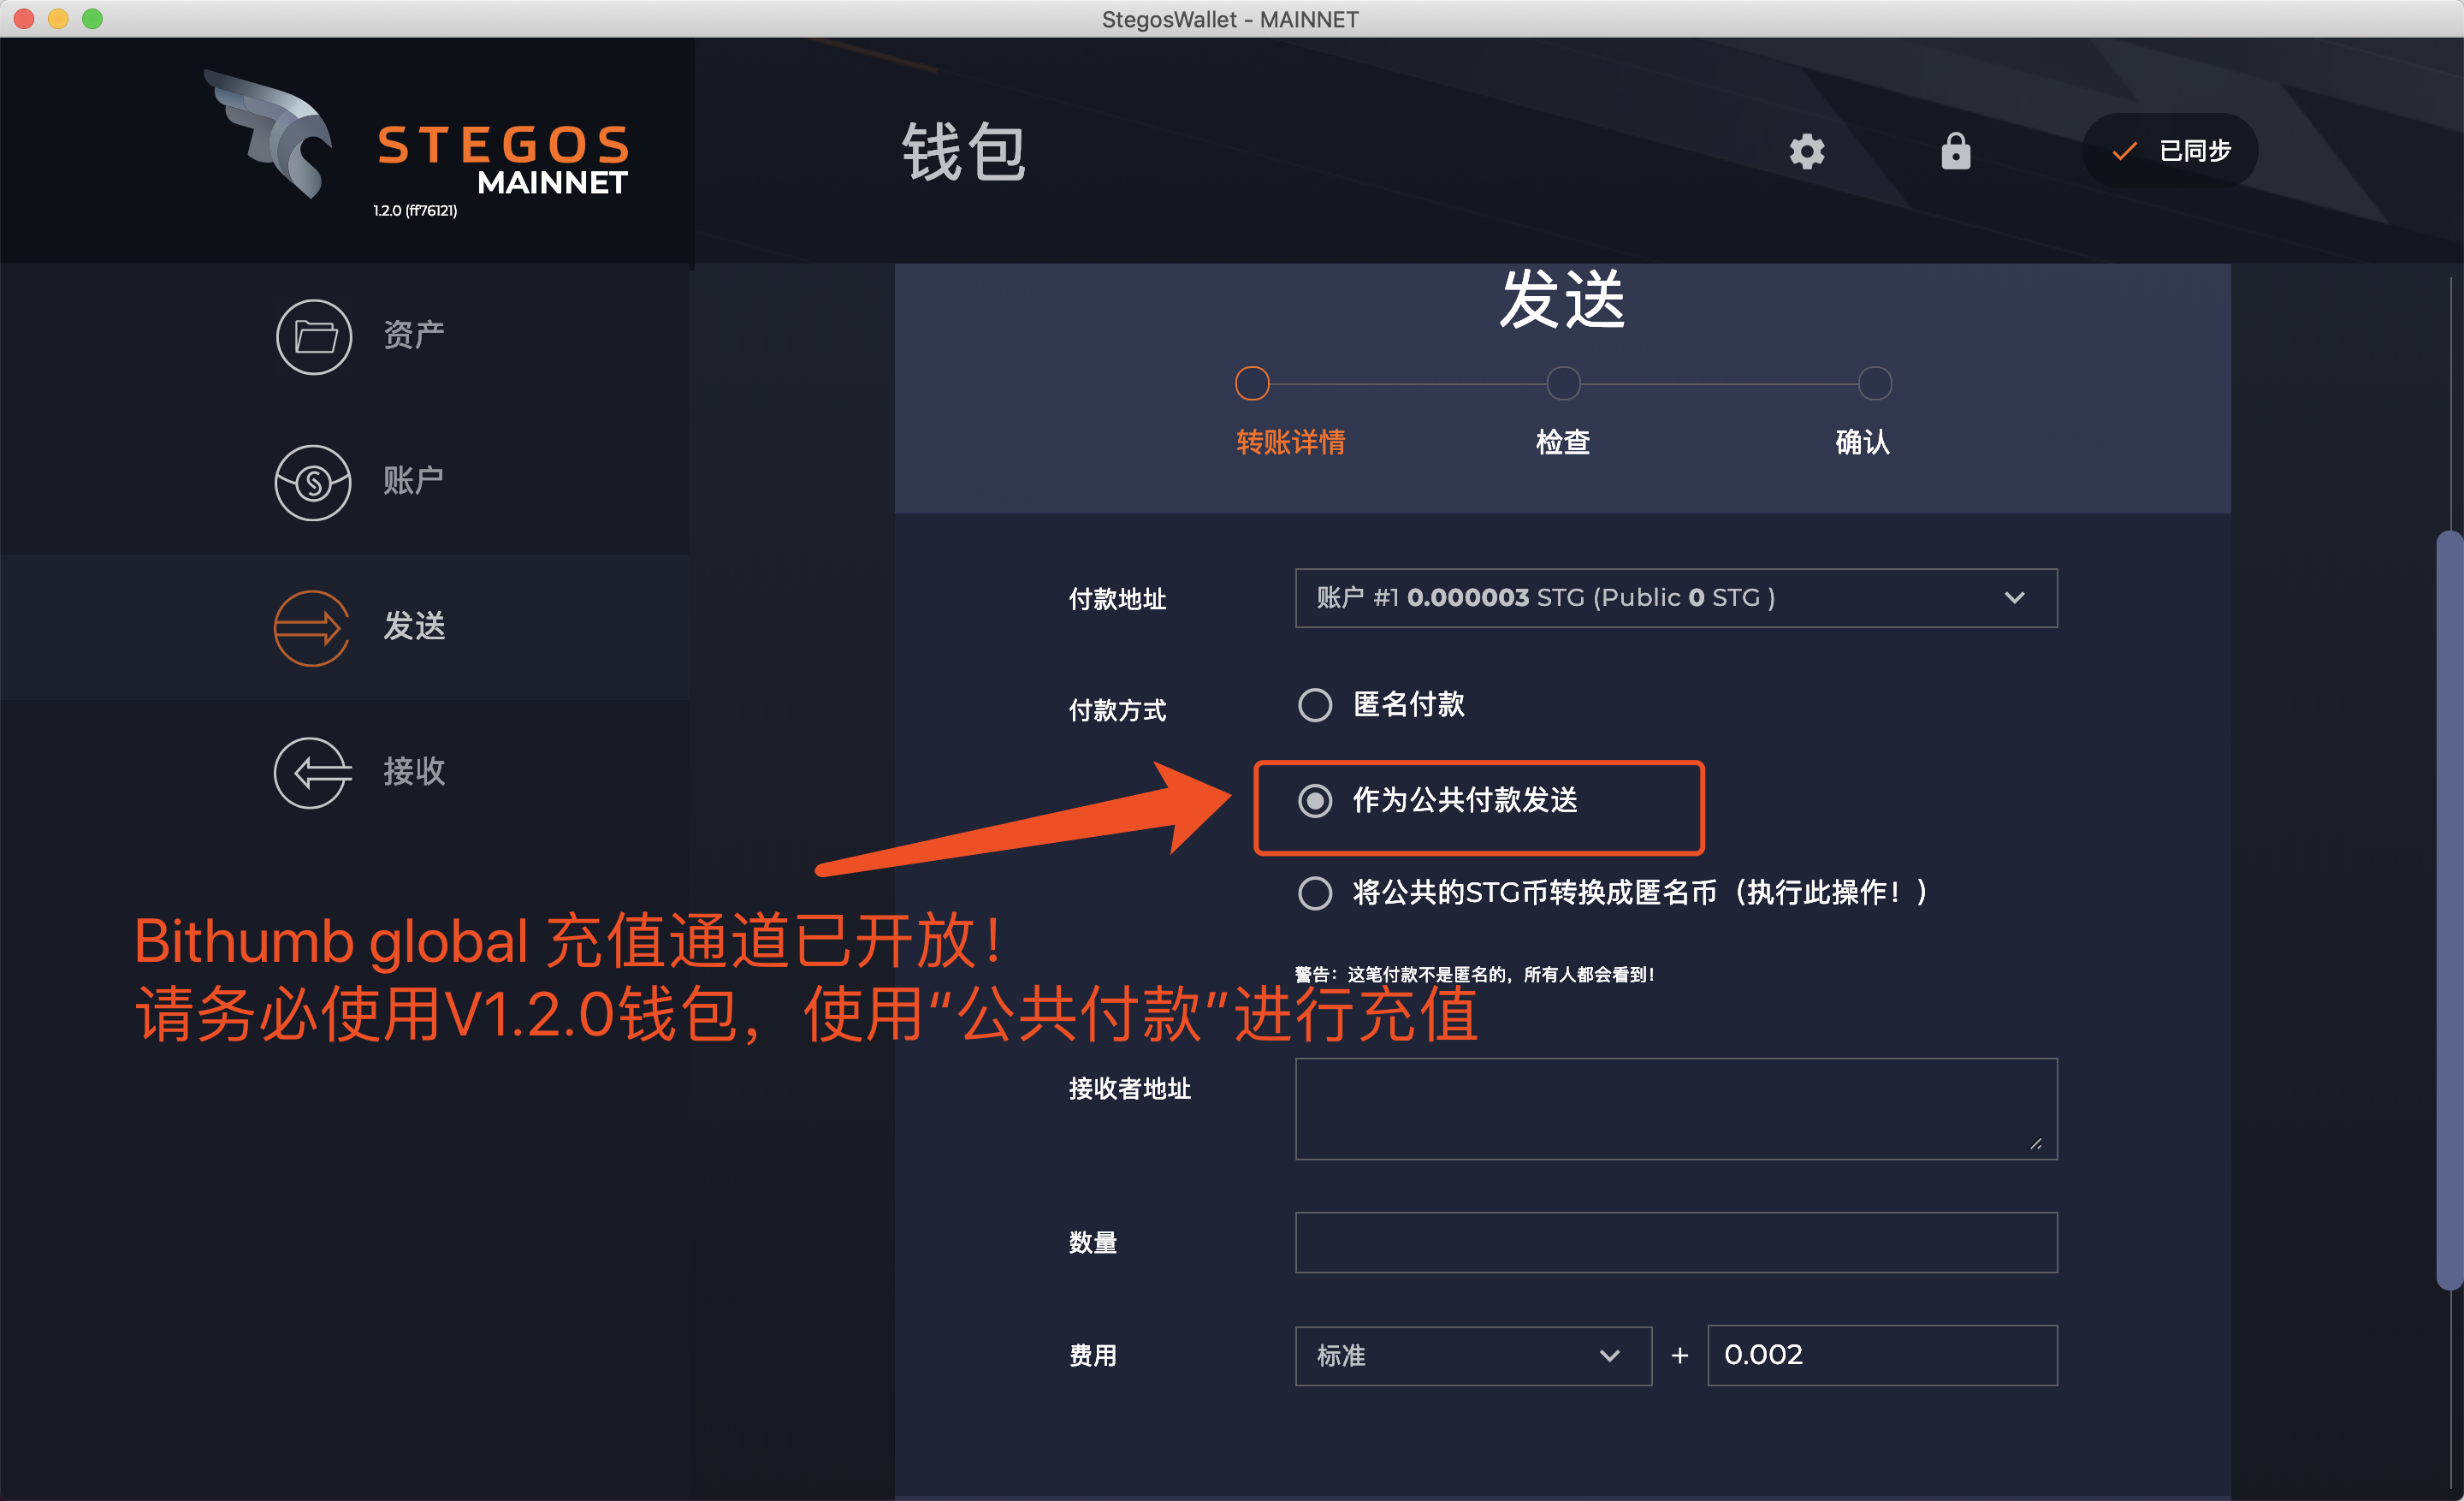 StegosWallet - MAINNET
STEGOS
MAINNET
1.2.0 (ff76121)
钱包
已同步
资产
账户
发送
接收
发送
转账详情
检查
确认
付款地址
账户 #1 0.000003 STG (Public 0 STG )
付款方式
匿名付款
作为公共付款发送
将公共的STG币转换成匿名币（执行此操作！）
警告：这笔付款不是匿名的，所有人都会看到！
Bithumb global 充值通道已开放！
请务必使用V1.2.0钱包，使用“公共付款”进行充值
接收者地址
数量
费用
标准
+
0.002